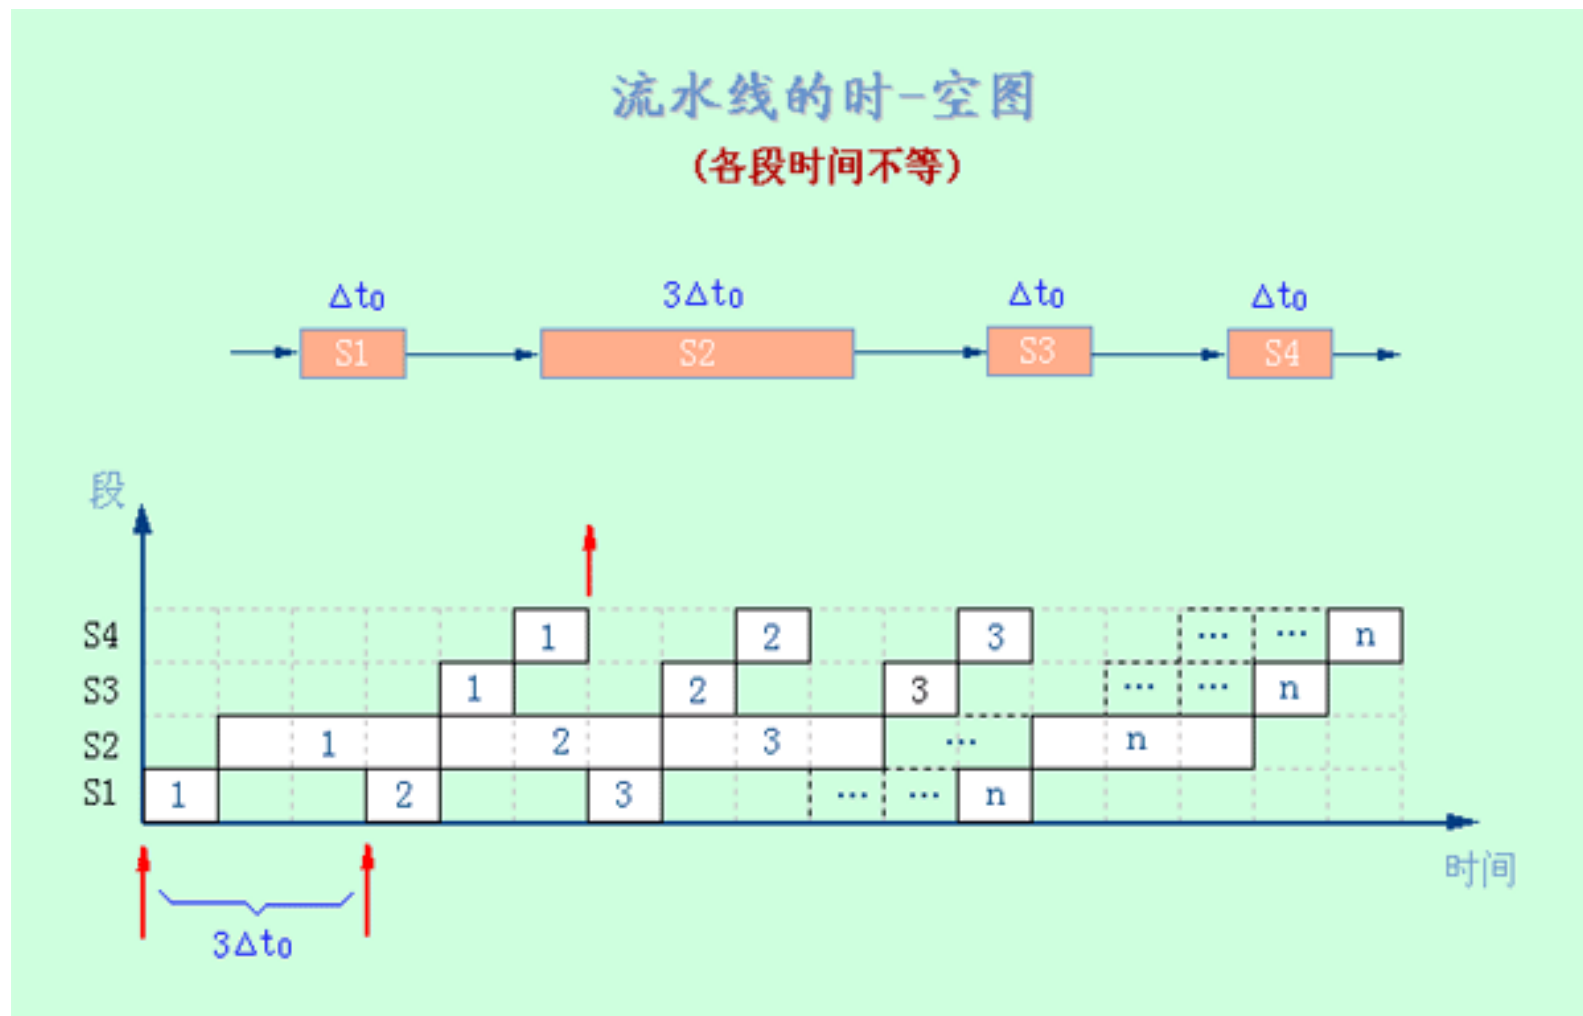 流水线的时-空图
(各段时间不等)
Δt₀ 3Δt₀ Δt₀ Δt₀
S1 S2 S3 S4
段
S4 1 2 3 … … n
S3 1 2 3 … … n
S2 1 2 3 … n
S1 1 2 3 … … n
时间
3Δt₀